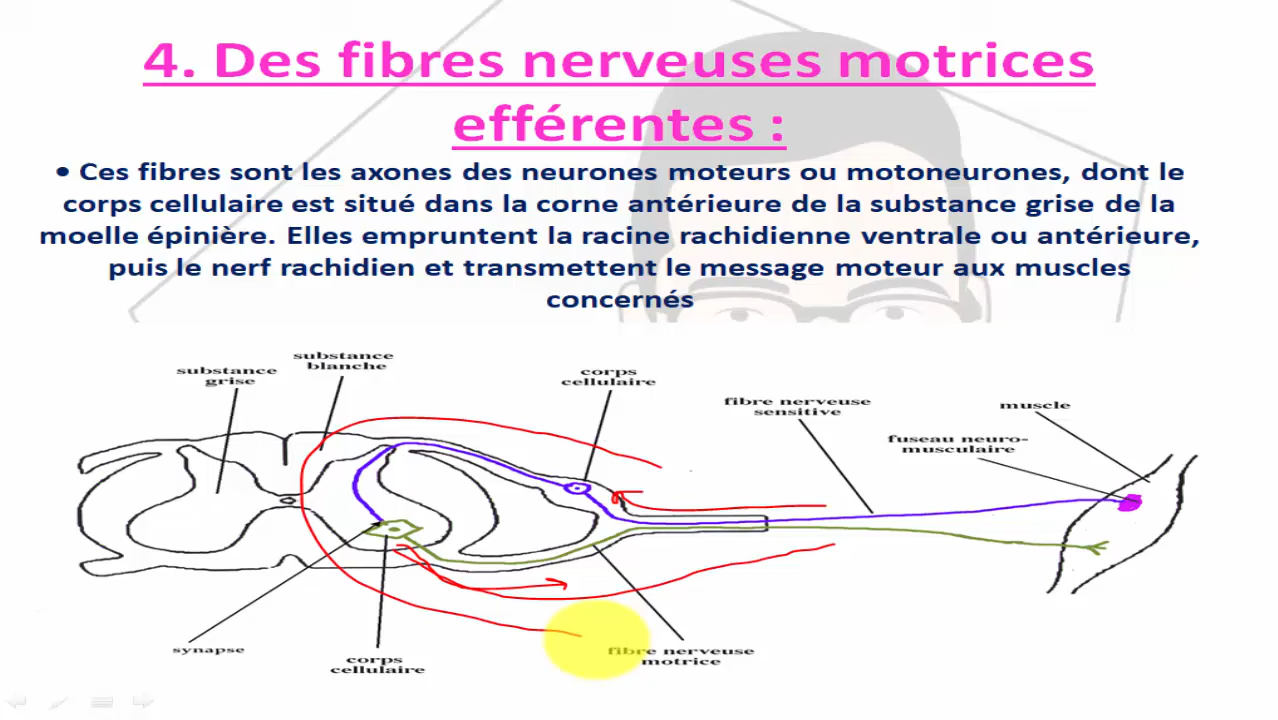 4. Des fibres nerveuses motrices
efférentes :
• Ces fibres sont les axones des neurones moteurs ou motoneurones, dont le
corps cellulaire est situé dans la corne antérieure de la substance grise de la
moelle épinière. Elles empruntent la racine rachidienne ventrale ou antérieure,
puis le nerf rachidien et transmettent le message moteur aux muscles
concernés
substance
grise
substance
blanche
corps
cellulaire
fibre nerveuse
sensitive
muscle
fuseau neuro-
musculaire
synapse
corps
cellulaire
fibre nerveuse
motrice